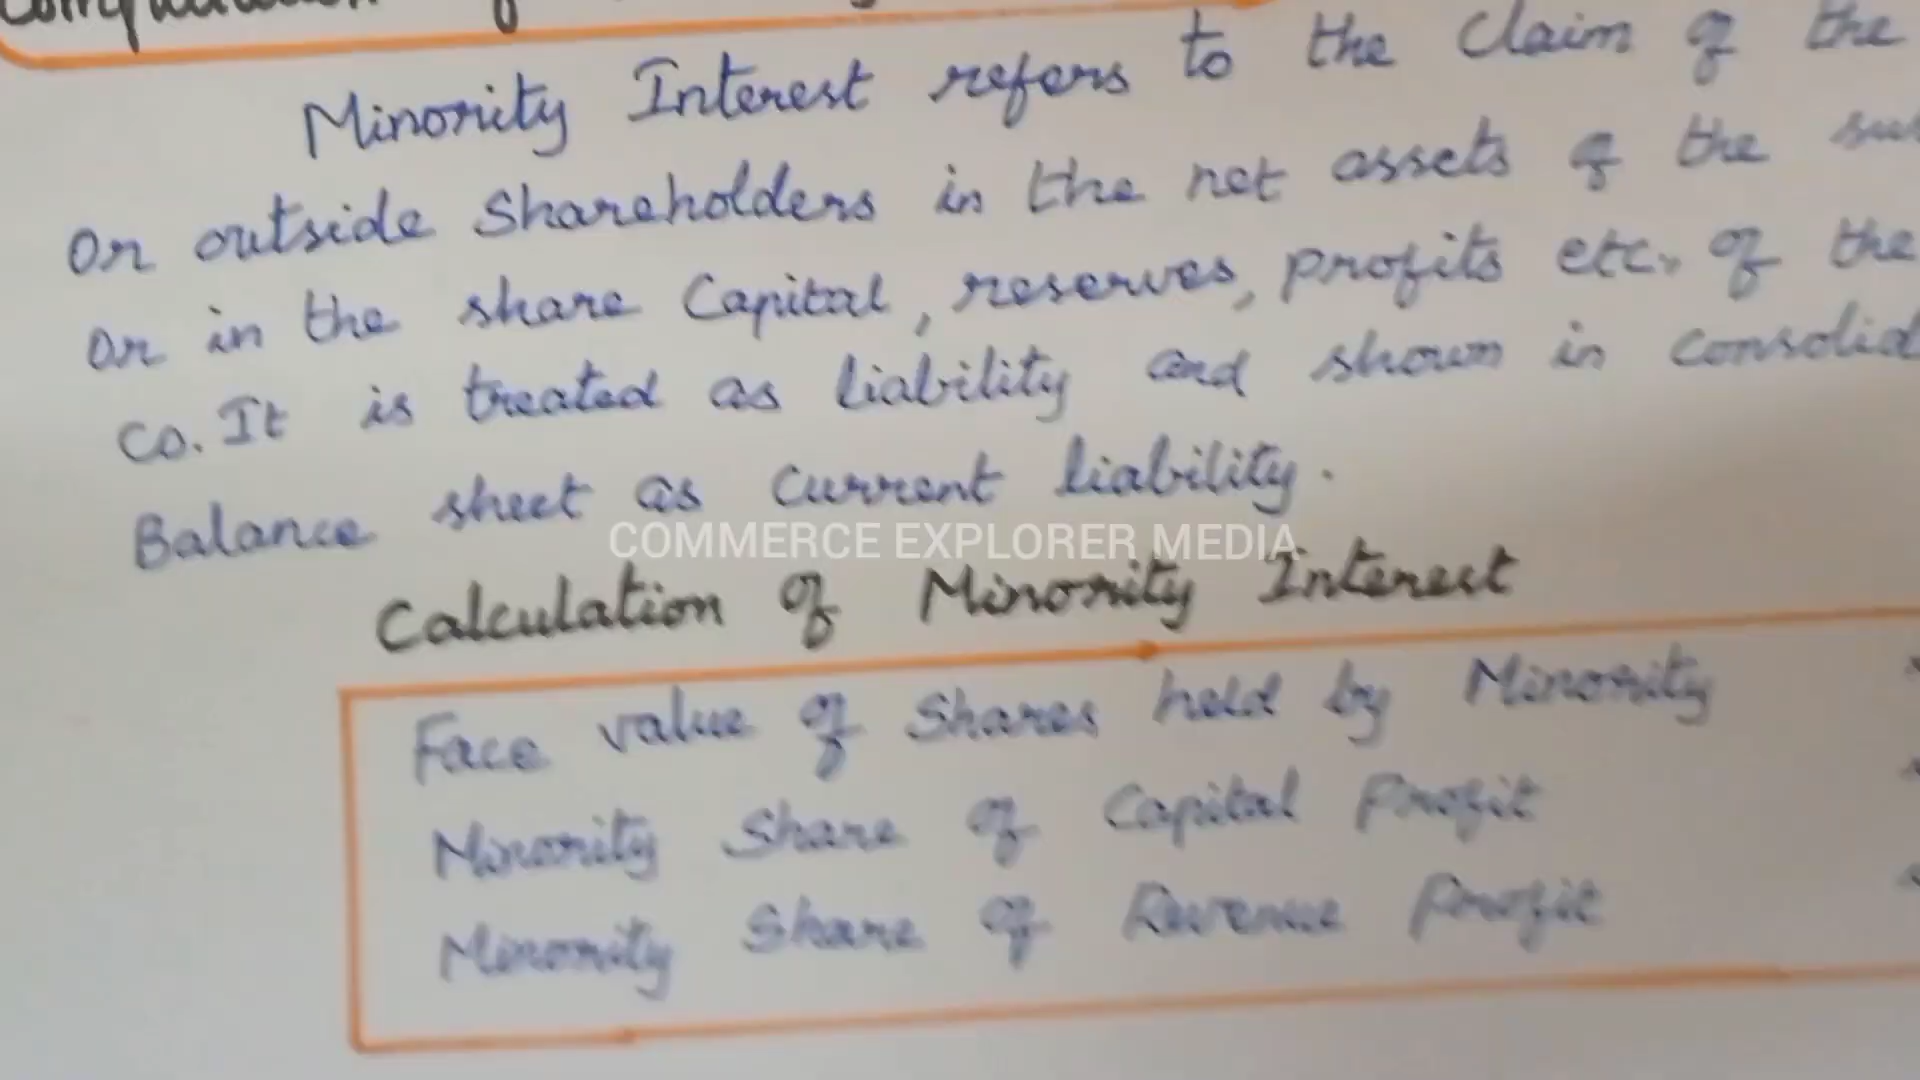 Minority Interest refers to the Claim of the
or outside Shareholders in the net assets of the
or in the share Capital, reserves, profits etc. of the
Co. It is treated as liability and shown in
Balance sheet as current liability.
COMMERCE EXPLORER MEDIA
Calculation of Minority Interest
Face value of Shares held by Minority
Minority Share of Capital Profit
Minority Share of Revenue Profit